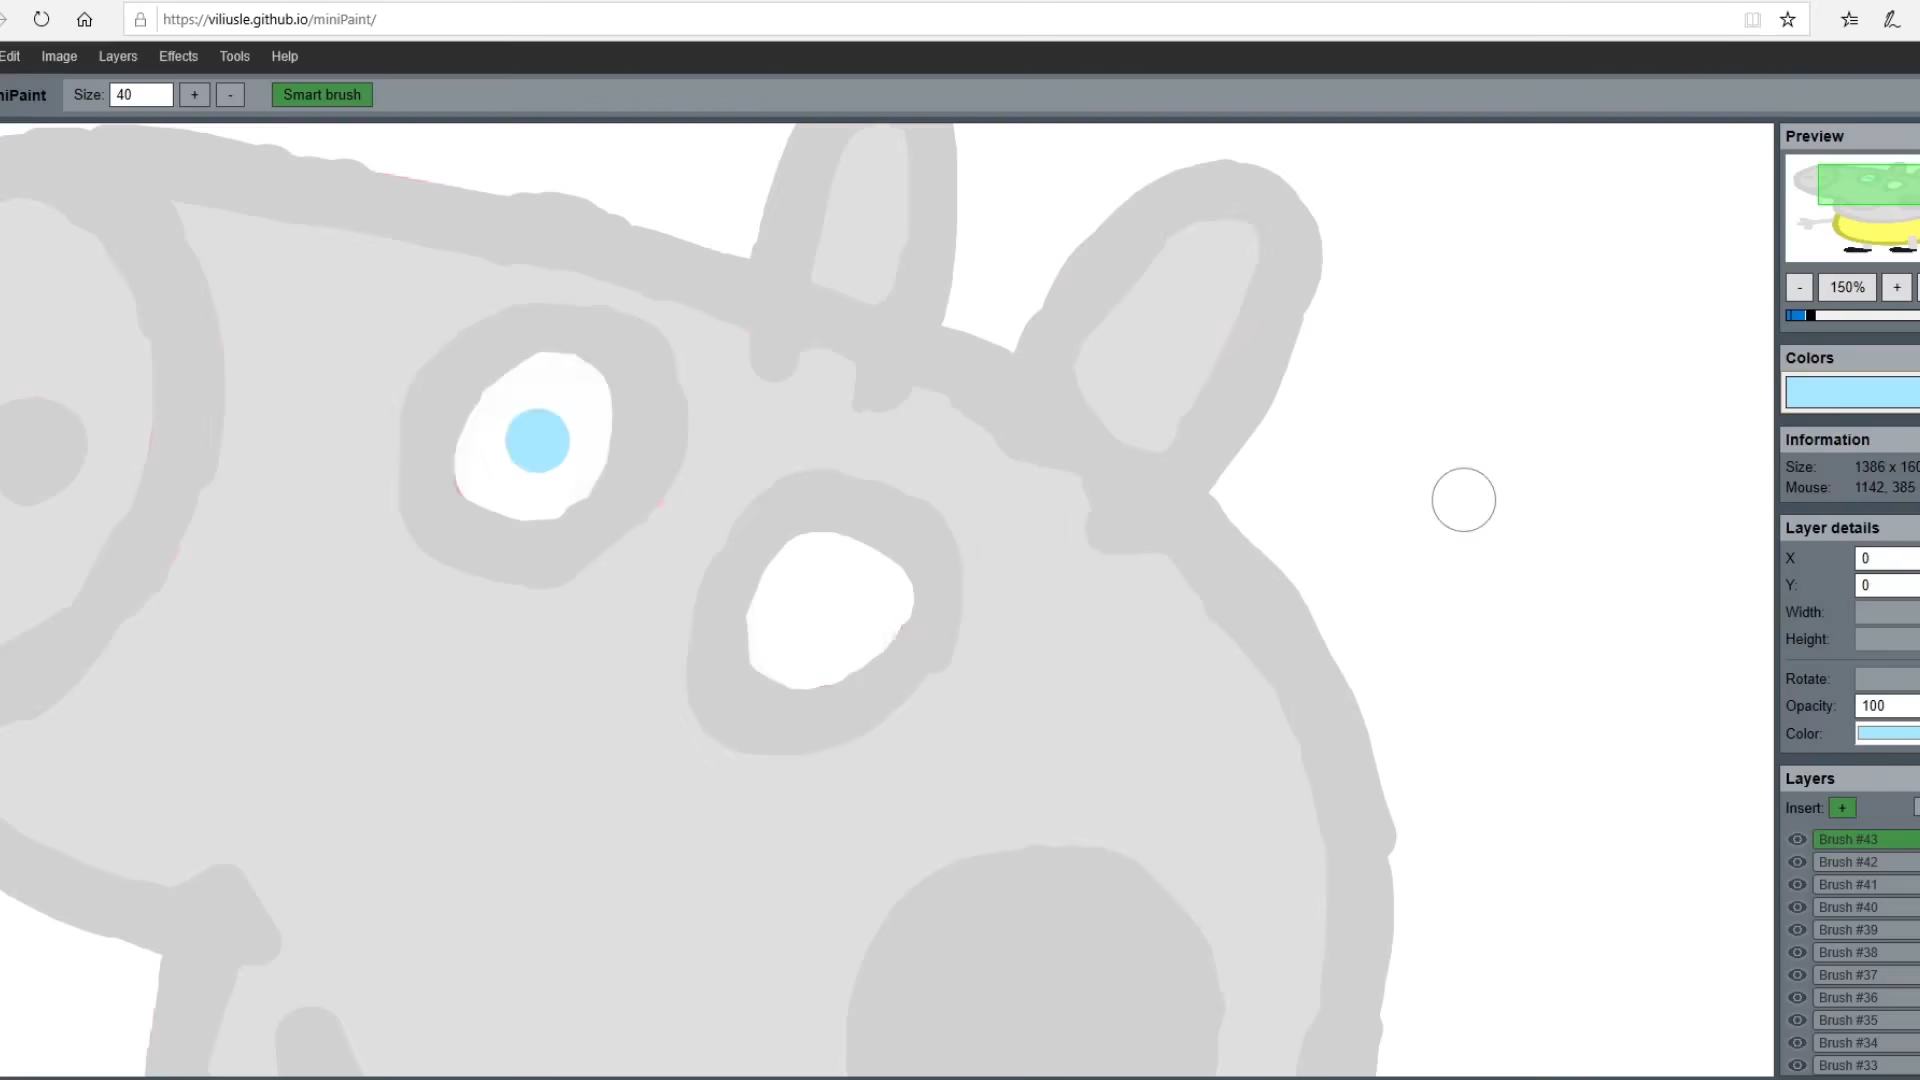 https://viliusle.github.io/miniPaint/
Edit Image Layers Effects Tools Help
niPaint Size: 40 + - Smart brush
Preview
- 150% +
Colors
Information
Size: 1386 x 160
Mouse: 1142, 385
Layer details
X 0
Y: 0
Width:
Height:
Rotate:
Opacity: 100
Color:
Layers
Insert: +
Brush #43
Brush #42
Brush #41
Brush #40
Brush #39
Brush #38
Brush #37
Brush #36
Brush #35
Brush #34
Brush #33